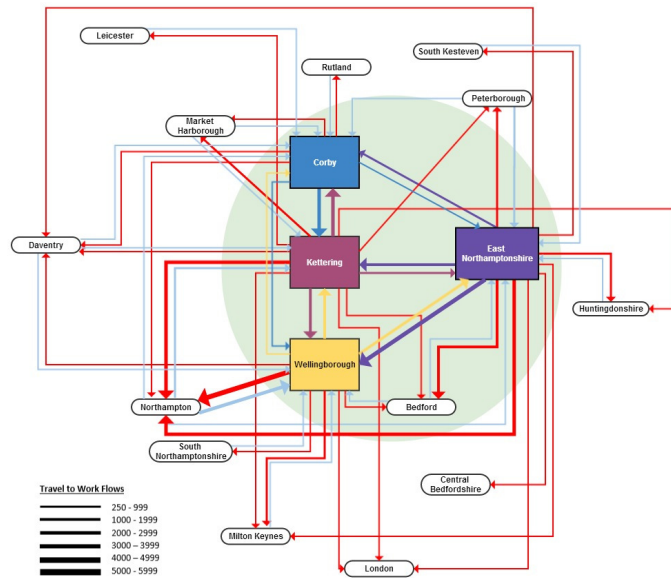 Leicester
South Kesteven
Rutland
Peterborough
Market
Harborough
Corby
Daventry
Kettering
East
Northamptonshire
Huntingdonshire
Wellingborough
Northampton
Bedford
South
Northamptonshire
Central
Bedfordshire
Milton Keynes
London
Travel to Work Flows
250 - 999
1000 - 1999
2000 - 2999
3000 – 3999
4000 – 4999
5000 - 5999